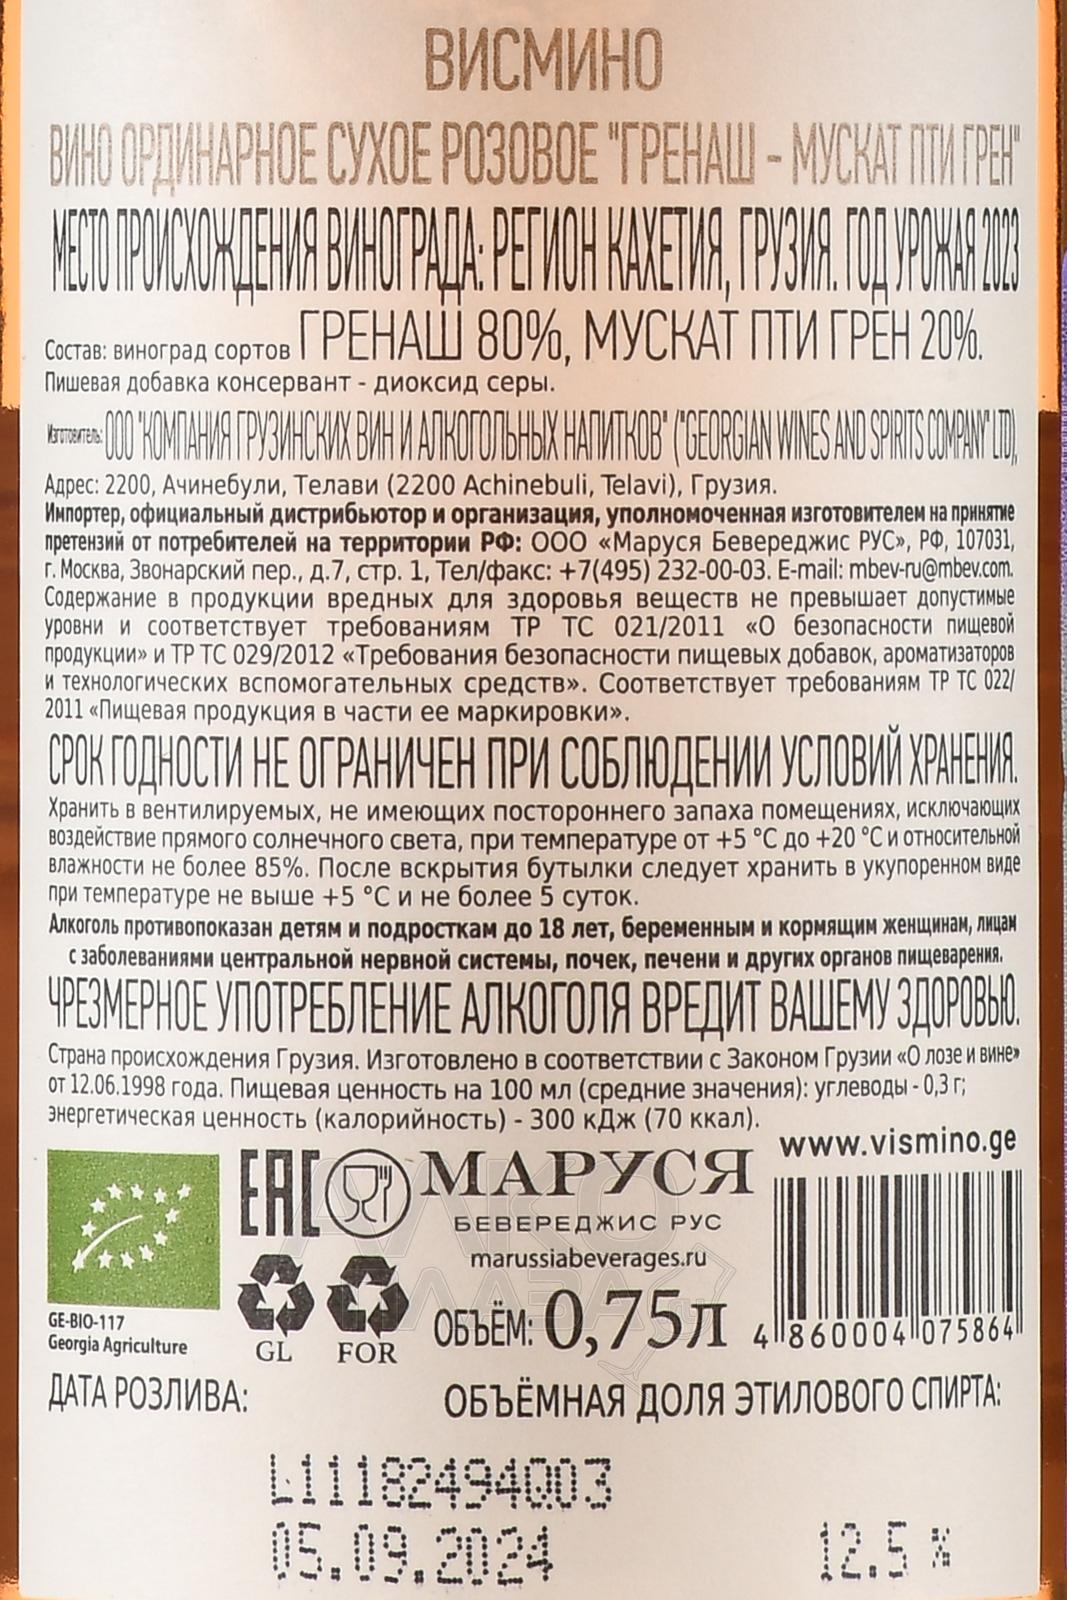 ВИСМИНО
ВИНО ОРДИНАРНОЕ СУХОЕ РОЗОВОЕ "ГРЕНАШ - МУСКАТ ПТИ ГРЕН"
МЕСТО ПРОИСХОЖДЕНИЯ ВИНОГРАДА: РЕГИОН КАХЕТИЯ, ГРУЗИЯ. ГОД УРОЖАЯ 2023
Состав: виноград сортов ГРЕНАШ 80%, МУСКАТ ПТИ ГРЕН 20%.
Пишевая добавка консервант - диоксид серы.
Изготовитель: ООО "КОМПАНИЯ ГРУЗИНСКИХ ВИН И АЛКОГОЛЬНЫХ НАПИТКОВ" ("GEORGIAN WINES AND SPIRITS COMPANY" LTD),
Адрес: 2200, Ачинебули, Телави (2200 Achinebuli, Telavi), Грузия.
Импортер, официальный дистрибьютор и организация, уполномоченная изготовителем на принятие
претензий от потребителей на территории РФ: ООО «Маруся Бевереджис РУС», РФ, 107031,
г. Москва, Звонарский пер., д.7, стр. 1, Тел/факс: +7(495) 232-00-03. E-mail: mbev-ru@mbev.com.
Содержание в продукции вредных для здоровья веществ не превышает допустимые
уровни и соответствует требованиям ТР ТС 021/2011 «О безопасности пищевой
продукции» и ТР ТС 029/2012 «Требования безопасности пищевых добавок, ароматизаторов
и технологических вспомогательных средств». Соответствует требованиям ТР ТС 022/
2011 «Пищевая продукция в части ее маркировки».
СРОК ГОДНОСТИ НЕ ОГРАНИЧЕН ПРИ СОБЛЮДЕНИИ УСЛОВИЙ ХРАНЕНИЯ.
Хранить в вентилируемых, не имеющих постороннего запаха помещениях, исключающих
воздействие прямого солнечного света, при температуре от +5 °С до +20 °С и относительной
влажности не более 85%. После вскрытия бутылки следует хранить в укупоренном виде
при температуре не выше +5 °С и не более 5 суток.
Алкоголь противопоказан детям и подросткам до 18 лет, беременным и кормящим женщинам, лицам
с заболеваниями центральной нервной системы, почек, печени и других органов пищеварения.
ЧРЕЗМЕРНОЕ УПОТРЕБЛЕНИЕ АЛКОГОЛЯ ВРЕДИТ ВАШЕМУ ЗДОРОВЬЮ.
Страна происхождения Грузия. Изготовлено в соответствии с Законом Грузии «О лозе и вине»
от 12.06.1998 года. Пищевая ценность на 100 мл (средние значения): углеводы - 0,3 г;
энергетическая ценность (калорийность) - 300 кДж (70 ккал).
www.vismino.ge
EAC
МАРУСЯ
БЕВЕРЕДЖИС РУС
marussiabeverages.ru
GE-BIO-117
Georgia Agriculture
GL FOR
ОБЪЁМ: 0,75л
4 860004 075864
ДАТА РОЗЛИВА:
ОБЪЁМНАЯ ДОЛЯ ЭТИЛОВОГО СПИРТА:
L11182494Q03
05.09.2024
12.5 %